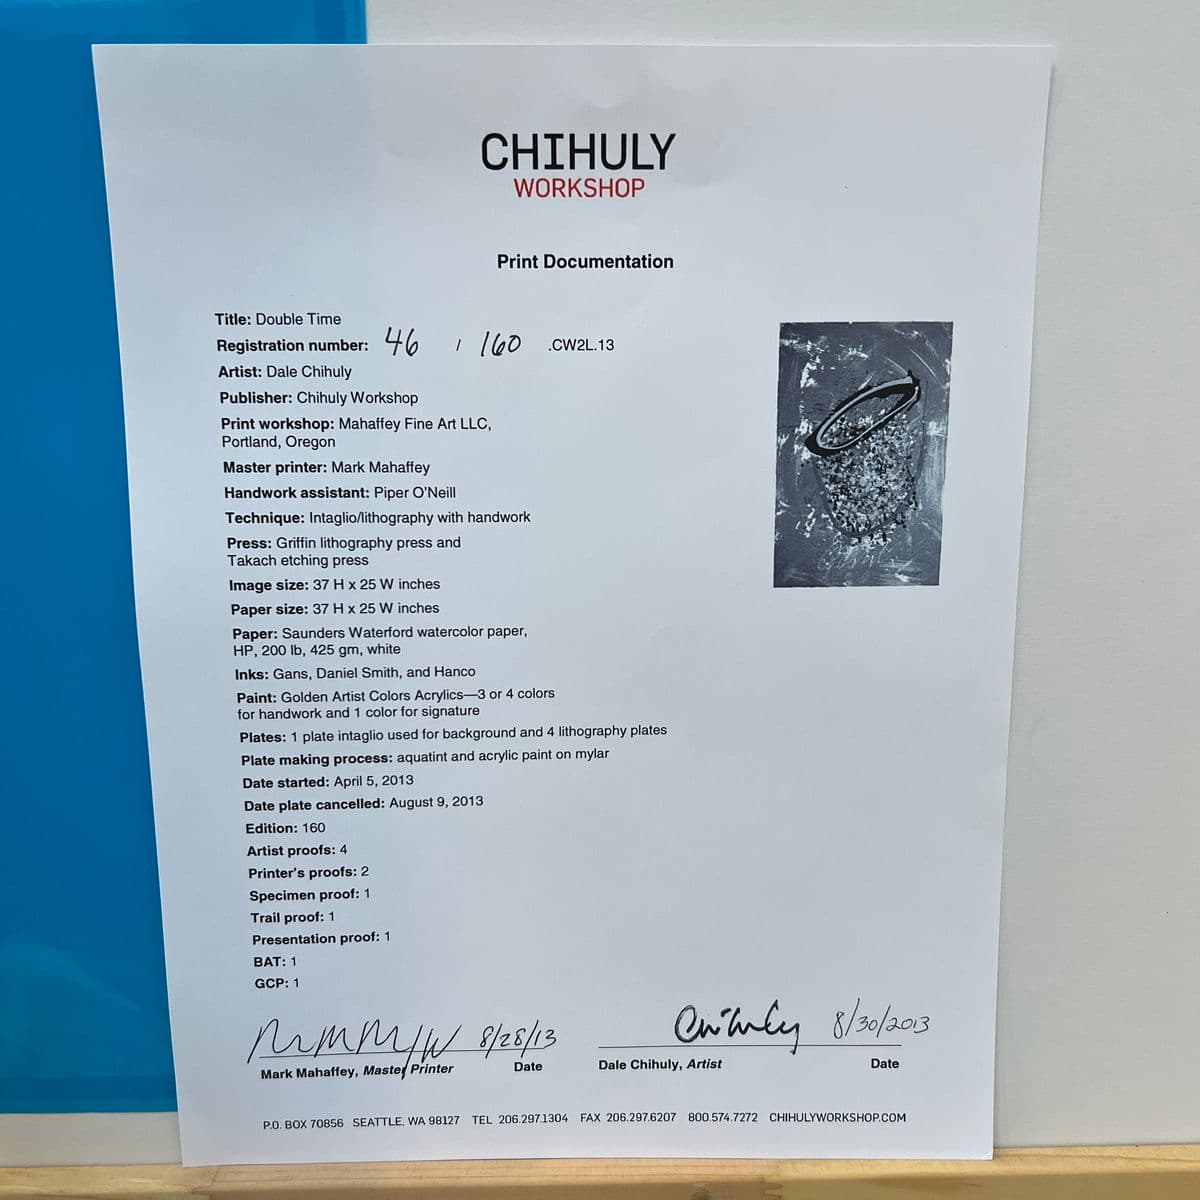 CHIHULY
WORKSHOP
Print Documentation
Title: Double Time
Registration number: 46 / 160 .CW2L.13
Artist: Dale Chihuly
Publisher: Chihuly Workshop
Print workshop: Mahaffey Fine Art LLC,
Portland, Oregon
Master printer: Mark Mahaffey
Handwork assistant: Piper O'Neill
Technique: Intaglio/lithography with handwork
Press: Griffin lithography press and
Takach etching press
Image size: 37 H x 25 W inches
Paper size: 37 H x 25 W inches
Paper: Saunders Waterford watercolor paper,
HP, 200 lb, 425 gm, white
Inks: Gans, Daniel Smith, and Hanco
Paint: Golden Artist Colors Acrylics—3 or 4 colors
for handwork and 1 color for signature
Plates: 1 plate intaglio used for background and 4 lithography plates
Plate making process: aquatint and acrylic paint on mylar
Date started: April 5, 2013
Date plate cancelled: August 9, 2013
Edition: 160
Artist proofs: 4
Printer's proofs: 2
Specimen proof: 1
Trail proof: 1
Presentation proof: 1
BAT: 1
GCP: 1
8/28/13 Chihuly 8/30/2013
Mark Mahaffey, Master Printer Date Dale Chihuly, Artist Date
P.O. BOX 70856 SEATTLE, WA 98127 TEL 206.297.1304 FAX 206.297.6207 800.574.7272 CHIHULYWORKSHOP.COM